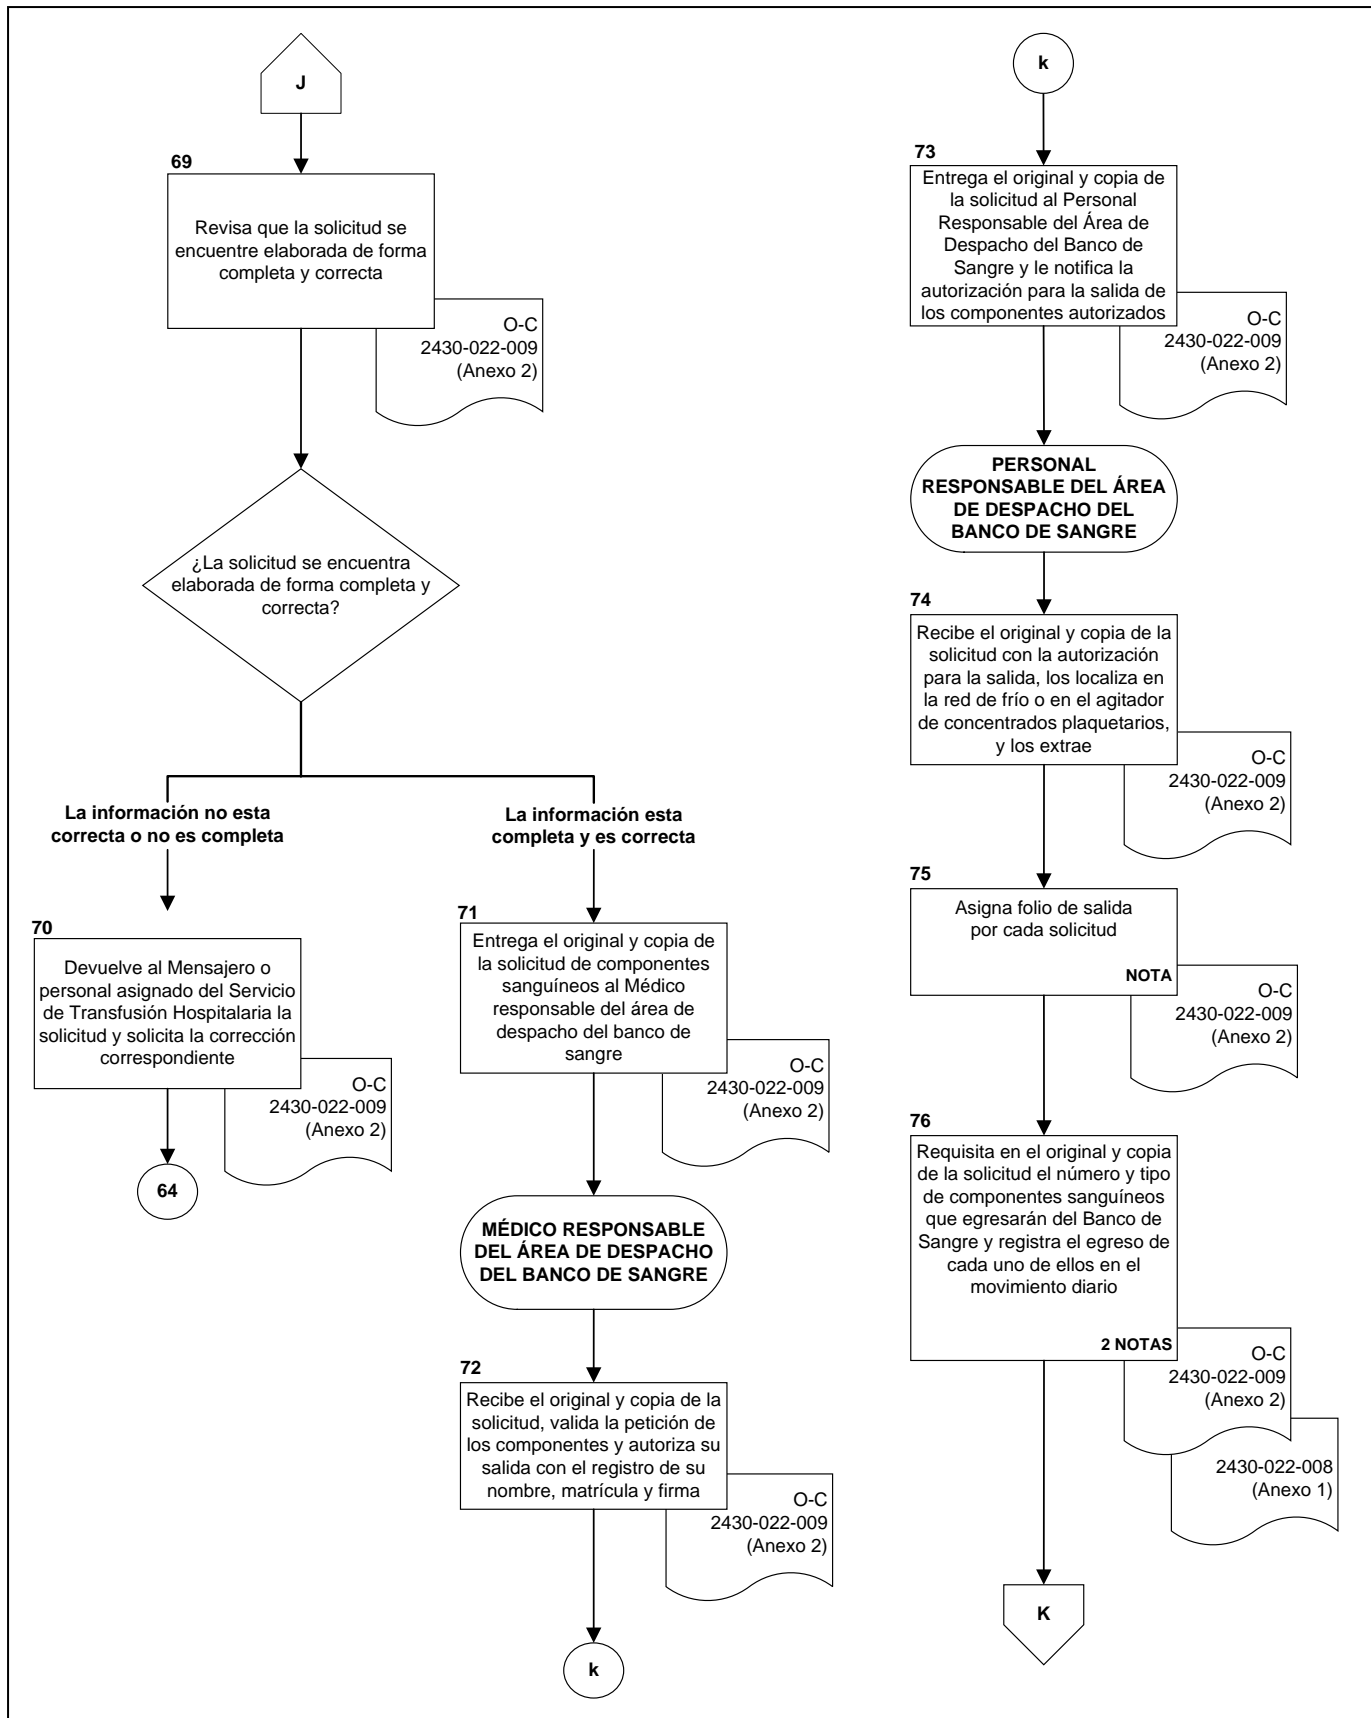 J
69
Revisa que la solicitud se
encuentre elaborada de forma
completa y correcta
O-C
2430-022-009
(Anexo 2)
¿La solicitud se encuentra
elaborada de forma completa y
correcta?
La información no esta
correcta o no es completa
La información esta
completa y es correcta
70
Devuelve al Mensajero o
personal asignado del Servicio
de Transfusión Hospitalaria la
solicitud y solicita la corrección
correspondiente
O-C
2430-022-009
(Anexo 2)
64
71
Entrega el original y copia de
la solicitud de componentes
sanguíneos al Médico
responsable del área de
despacho del banco de
sangre
O-C
2430-022-009
(Anexo 2)
MÉDICO RESPONSABLE
DEL ÁREA DE DESPACHO
DEL BANCO DE SANGRE
72
Recibe el original y copia de la
solicitud, valida la petición de
los componentes y autoriza su
salida con el registro de su
nombre, matrícula y firma
O-C
2430-022-009
(Anexo 2)
k
k
73
Entrega el original y copia de
la solicitud al Personal
Responsable del Área de
Despacho del Banco de
Sangre y le notifica la
autorización para la salida de
los componentes autorizados
O-C
2430-022-009
(Anexo 2)
PERSONAL
RESPONSABLE DEL ÁREA
DE DESPACHO DEL
BANCO DE SANGRE
74
Recibe el original y copia de la
solicitud con la autorización
para la salida, los localiza en
la red de frío o en el agitador
de concentrados plaquetarios,
y los extrae
O-C
2430-022-009
(Anexo 2)
75
Asigna folio de salida
por cada solicitud
NOTA
O-C
2430-022-009
(Anexo 2)
76
Requisita en el original y copia
de la solicitud el número y tipo
de componentes sanguíneos
que egresarán del Banco de
Sangre y registra el egreso de
cada uno de ellos en el
movimiento diario
2 NOTAS
O-C
2430-022-009
(Anexo 2)
2430-022-008
(Anexo 1)
K